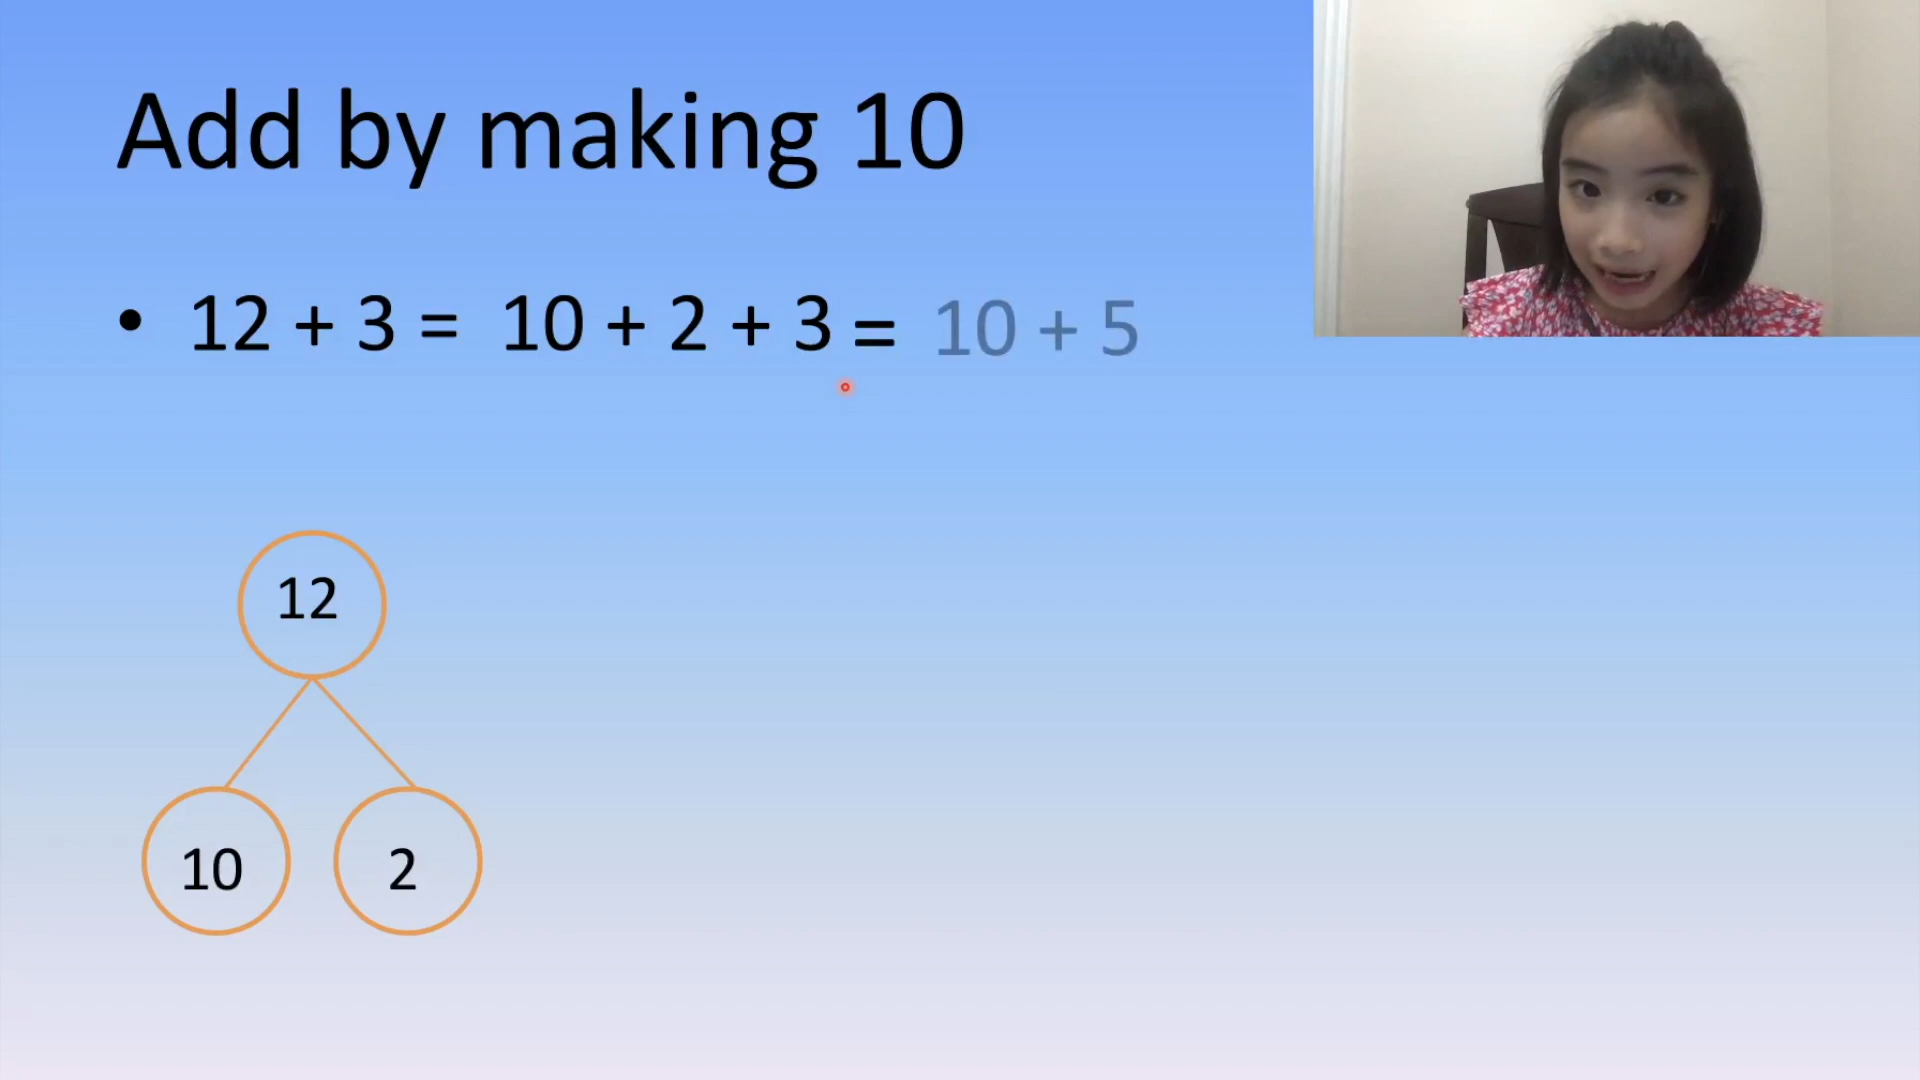 Add by making 10
• 12 + 3 = 10 + 2 + 3 = 10 + 5
12
10 2